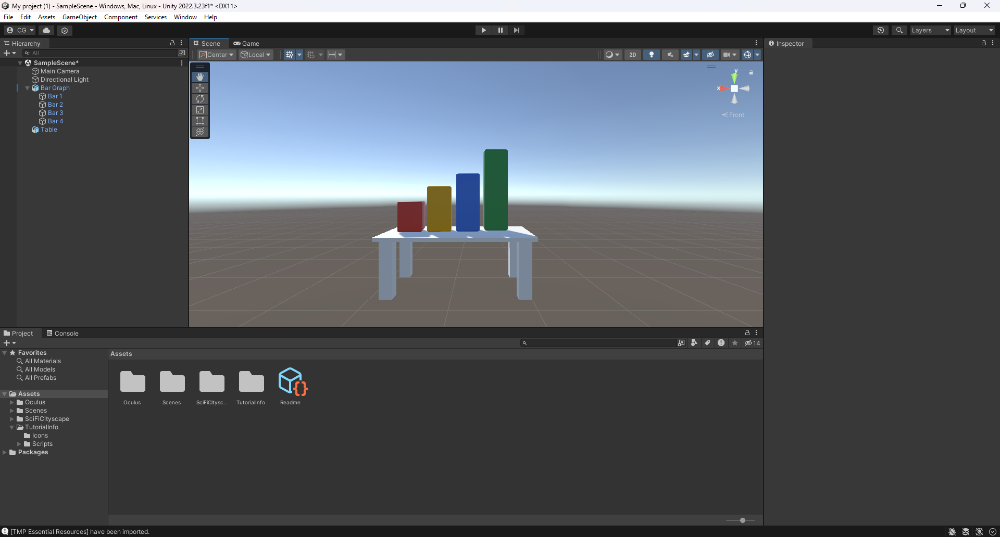 My project (1) - SampleScene - Windows, Mac, Linux - Unity 2022.3.23f1* <DX11>
File Edit Assets GameObject Component Services Window Help
CG
Layers Layout
Hierarchy
All
SampleScene*
Main Camera
Directional Light
Bar Graph
Bar 1
Bar 2
Bar 3
Bar 4
Table
Scene Game
Center Local 2D
y
x
Front
Inspector
Project Console
14
Favorites
All Materials
All Models
All Prefabs
Assets
Oculus
Scenes
SciFiCityscape
TutorialInfo
Icons
Scripts
Packages
Assets
Oculus Scenes SciFiCitysc... TutorialInfo Readme
[TMP Essential Resources] have been imported.